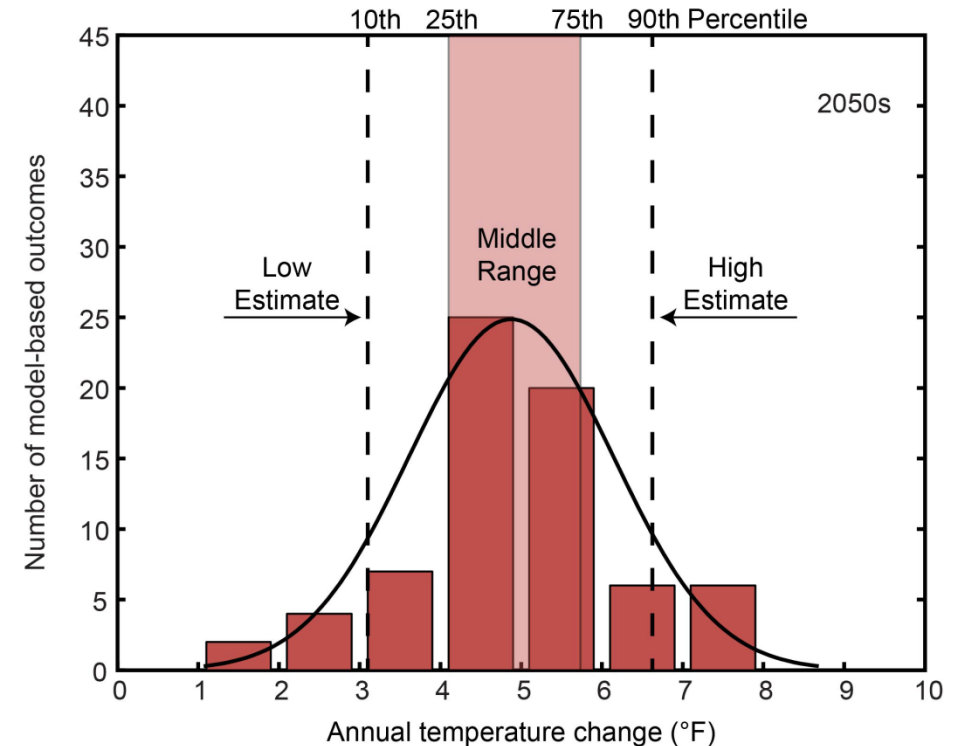 10th 25th 75th 90th Percentile
45
40
35
30
25
20
15
10
5
0
Number of model-based outcomes
2050s
Middle
Range
Low
Estimate
High
Estimate
0 1 2 3 4 5 6 7 8 9 10
Annual temperature change (°F)